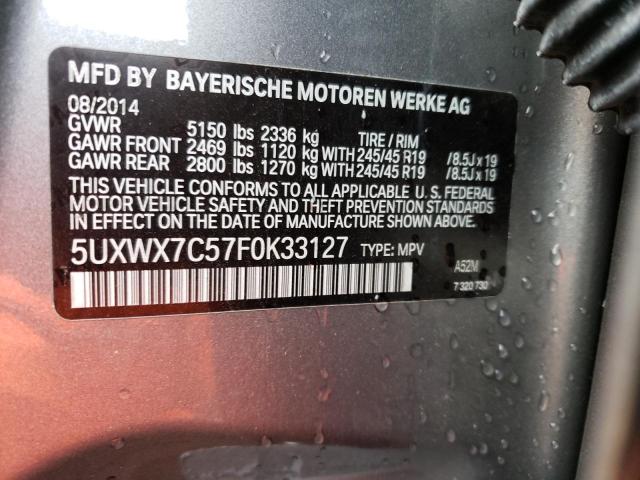 MFD BY BAYERISCHE MOTOREN WERKE AG
08/2014
GVWR 5150 lbs 2336 kg TIRE / RIM
GAWR FRONT 2469 lbs 1120 kg WITH 245/45 R19 /8.5J x 19
GAWR REAR 2800 lbs 1270 kg WITH 245/45 R19 /8.5J x 19
THIS VEHICLE CONFORMS TO ALL APPLICABLE U. S. FEDERAL
MOTOR VEHICLE SAFETY AND THEFT PREVENTION STANDARDS
IN EFFECT ON THE DATE OF MANUFACTURE SHOWN ABOVE:
5UXWX7C57F0K33127 TYPE: MPV
A52M
7 320 730